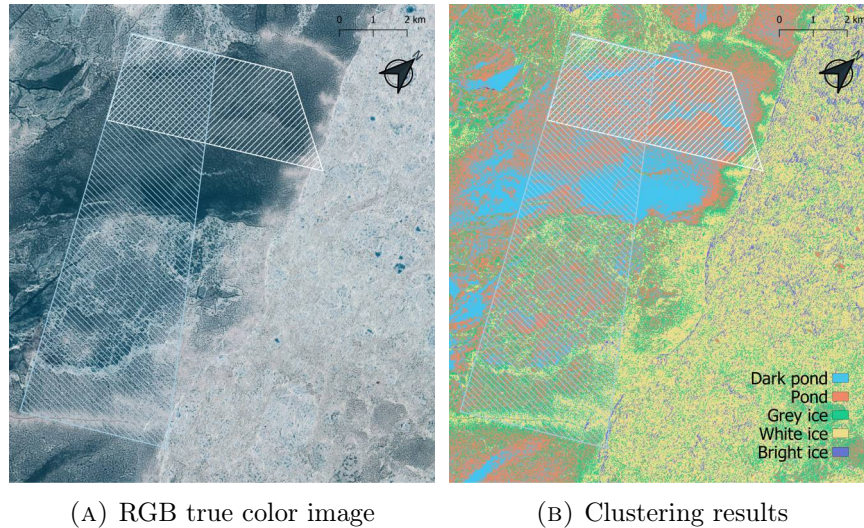 0 1 2 km
N
0 1 2 km
N
Dark pond
Pond
Grey ice
White ice
Bright ice
(A) RGB true color image
(B) Clustering results